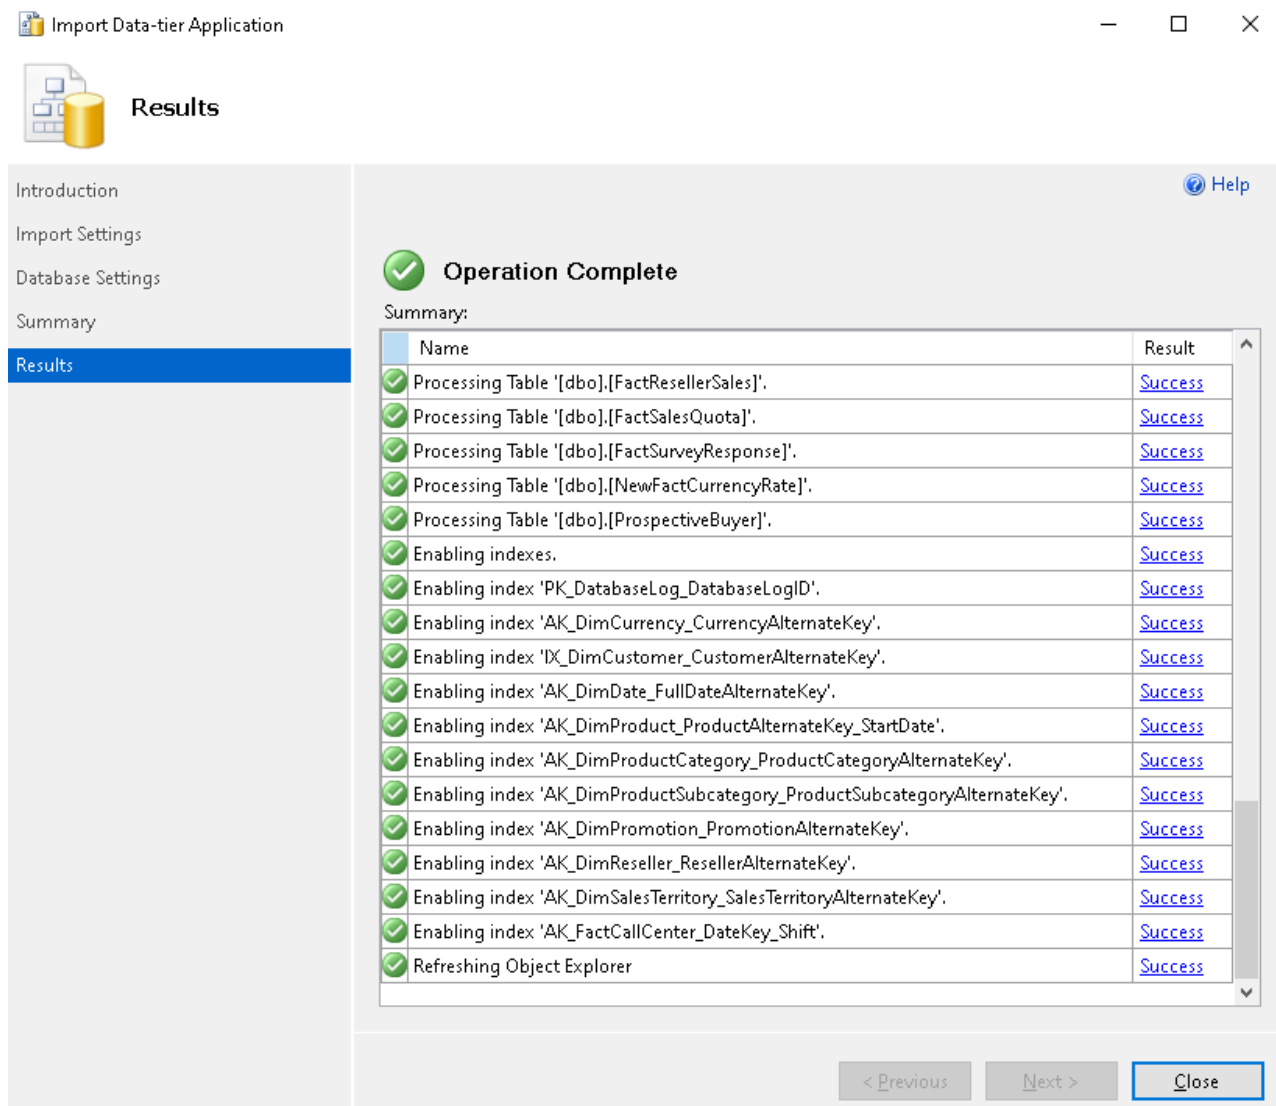 Import Data-tier Application
Results
Introduction
Import Settings
Database Settings
Summary
Results
Help
Operation Complete
Summary:
Name Result
Processing Table '[dbo].[FactResellerSales]'. Success
Processing Table '[dbo].[FactSalesQuota]'. Success
Processing Table '[dbo].[FactSurveyResponse]'. Success
Processing Table '[dbo].[NewFactCurrencyRate]'. Success
Processing Table '[dbo].[ProspectiveBuyer]'. Success
Enabling indexes. Success
Enabling index 'PK_DatabaseLog_DatabaseLogID'. Success
Enabling index 'AK_DimCurrency_CurrencyAlternateKey'. Success
Enabling index 'IX_DimCustomer_CustomerAlternateKey'. Success
Enabling index 'AK_DimDate_FullDateAlternateKey'. Success
Enabling index 'AK_DimProduct_ProductAlternateKey_StartDate'. Success
Enabling index 'AK_DimProductCategory_ProductCategoryAlternateKey'. Success
Enabling index 'AK_DimProductSubcategory_ProductSubcategoryAlternateKey'. Success
Enabling index 'AK_DimPromotion_PromotionAlternateKey'. Success
Enabling index 'AK_DimReseller_ResellerAlternateKey'. Success
Enabling index 'AK_DimSalesTerritory_SalesTerritoryAlternateKey'. Success
Enabling index 'AK_FactCallCenter_DateKey_Shift'. Success
Refreshing Object Explorer Success
< Previous Next > Close